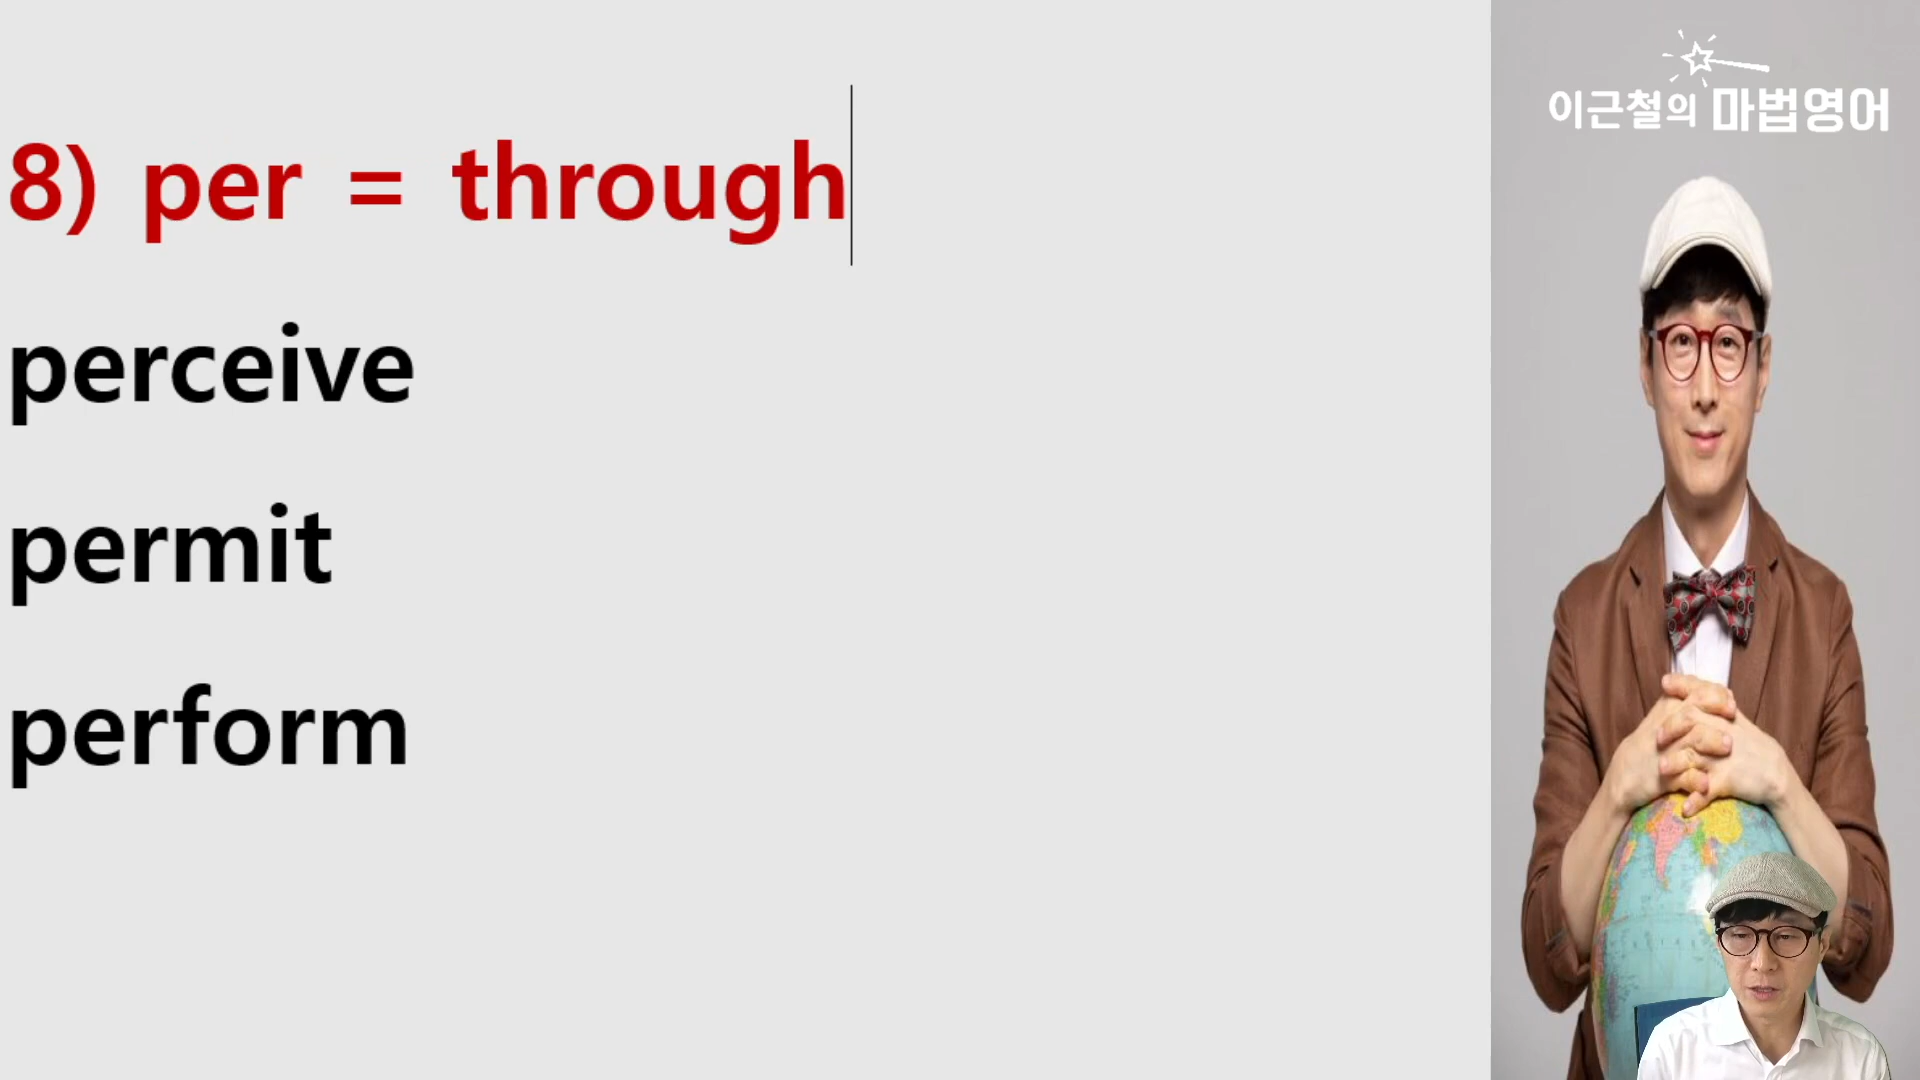 8) per = through
perceive
permit
perform
이근철의 마법영어